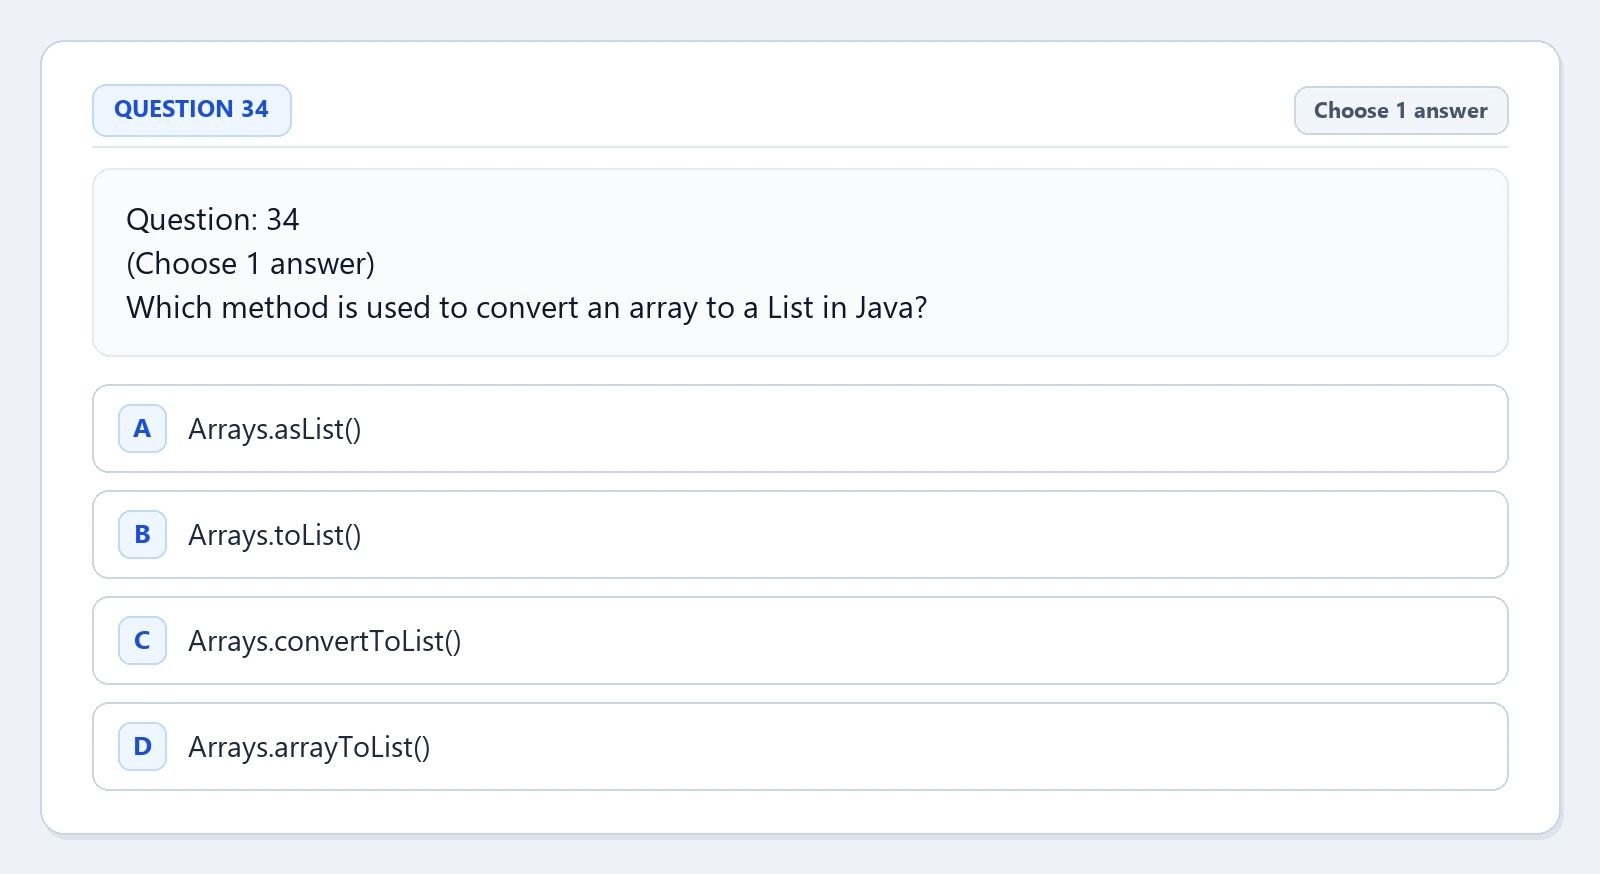 QUESTION 34
Choose 1 answer
Question: 34
(Choose 1 answer)
Which method is used to convert an array to a List in Java?
A Arrays.asList()
B Arrays.toList()
C Arrays.convertToList()
D Arrays.arrayToList()